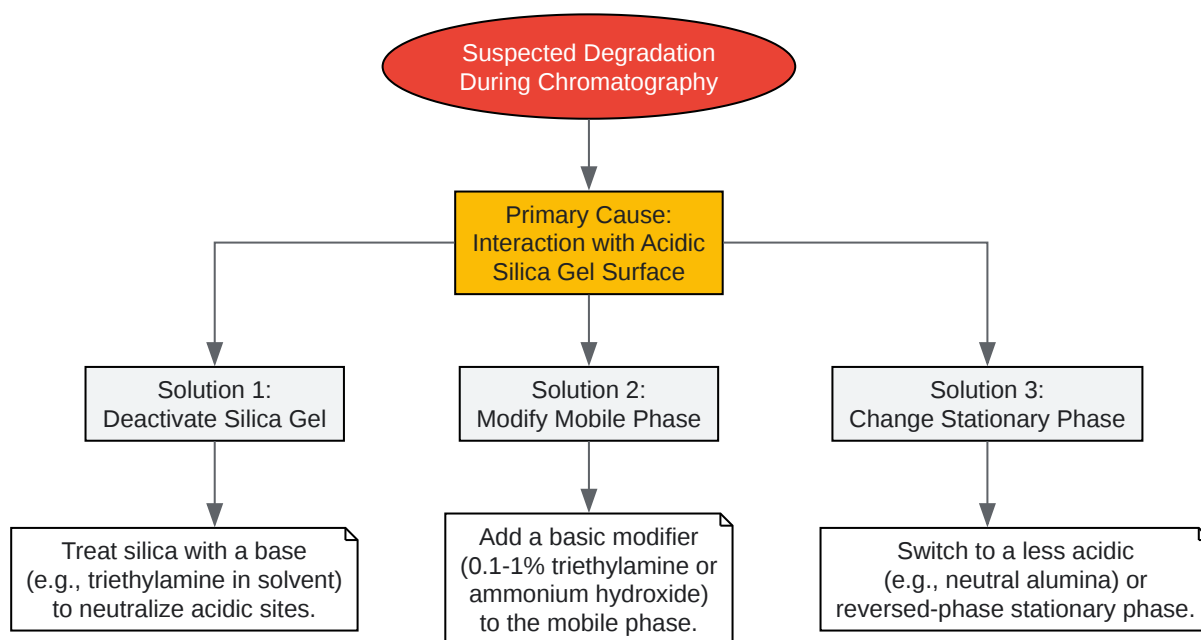 Suspected Degradation
During Chromatography
Primary Cause:
Interaction with Acidic
Silica Gel Surface
Solution 1:
Deactivate Silica Gel
Solution 2:
Modify Mobile Phase
Solution 3:
Change Stationary Phase
Treat silica with a base
(e.g., triethylamine in solvent)
to neutralize acidic sites.
Add a basic modifier
(0.1-1% triethylamine or
ammonium hydroxide)
to the mobile phase.
Switch to a less acidic
(e.g., neutral alumina) or
reversed-phase stationary phase.